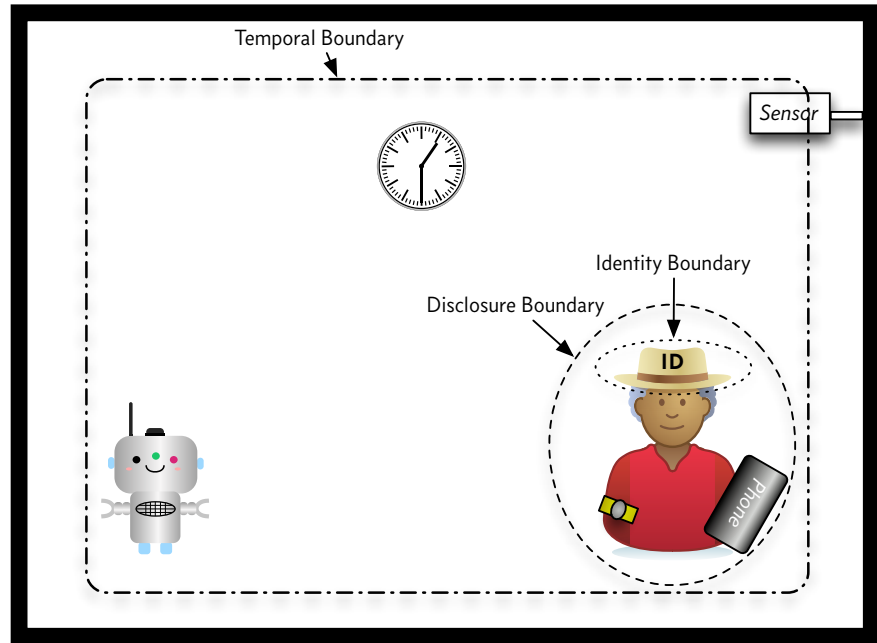 Temporal Boundary
Sensor
Identity Boundary
Disclosure Boundary
ID
Phone